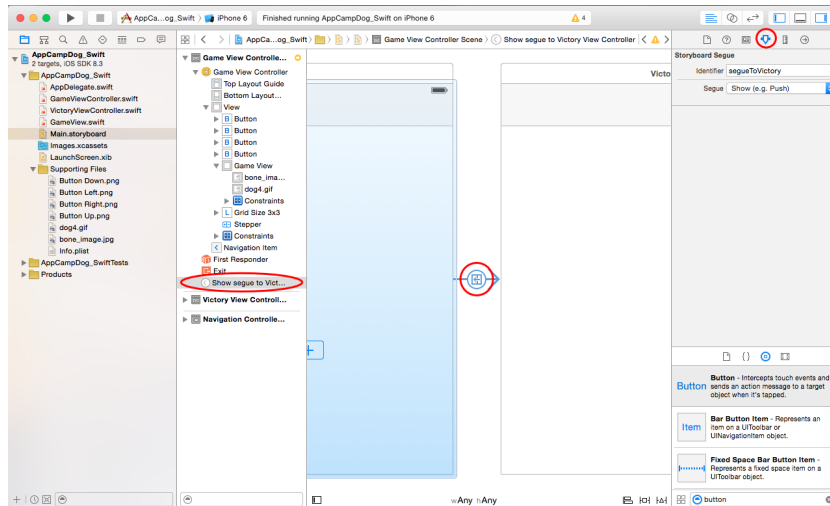 AppCa...og_Swift 〉 iPhone 6
Finished running AppCampDog_Swift on iPhone 6
4
AppCa...og_Swift
Game View Controller Scene
Show segue to Victory View Controller
AppCampDog_Swift
2 targets, iOS SDK 8.3
AppCampDog_Swift
AppDelegate.swift
GameViewController.swift
VictoryViewController.swift
GameView.swift
Main.storyboard
Images.xcassets
LaunchScreen.xib
Supporting Files
Button Down.png
Button Left.png
Button Right.png
Button Up.png
dog4.gif
bone_image.jpg
Info.plist
AppCampDog_SwiftTests
Products
Game View Controlle...
Game View Controller
Top Layout Guide
Bottom Layout...
View
B Button
B Button
B Button
B Button
Game View
bone_ima...
dog4.gif
Constraints
L Grid Size 3x3
Stepper
Constraints
Navigation Item
First Responder
Exit
Show segue to Vict...
Victory View Controll...
Navigation Controlle...
Victo
+
wAny hAny
Storyboard Segue
Identifier segueToVictory
Segue Show (e.g. Push)
Button
Button - Intercepts touch events and
sends an action message to a target
object when it's tapped.
Item
Bar Button Item - Represents an
item on a UIToolbar or
UINavigationItem object.
Fixed Space Bar Button Item -
Represents a fixed space item on a
UIToolbar object.
button